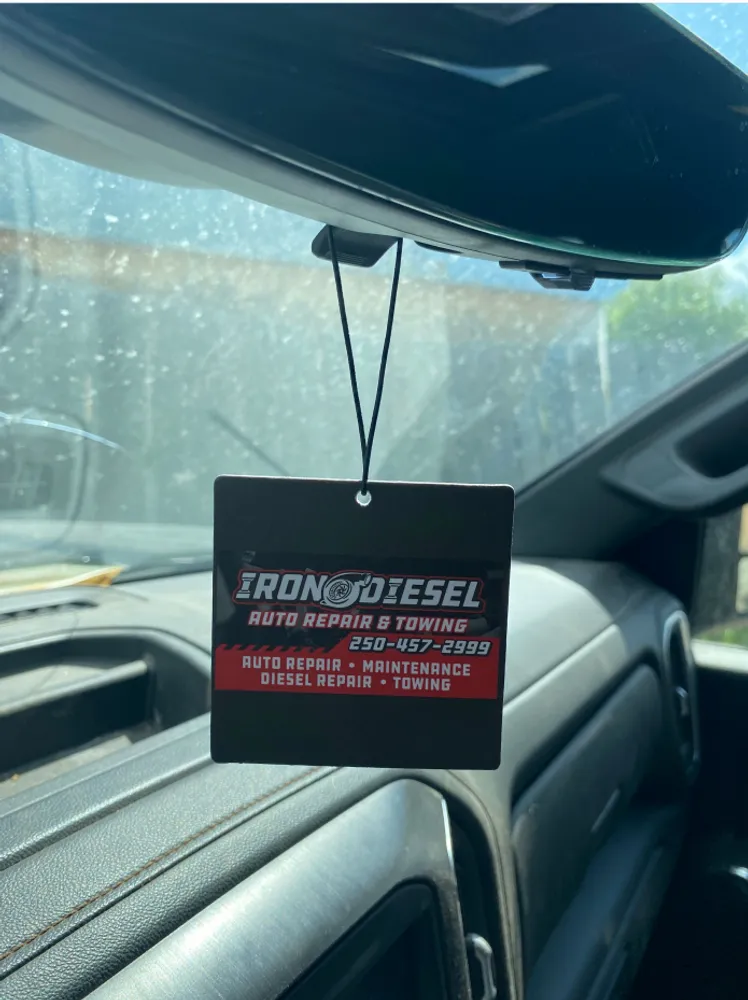 IRON DIESEL
AUTO REPAIR & TOWING
250-457-2999
AUTO REPAIR • MAINTENANCE
DIESEL REPAIR • TOWING